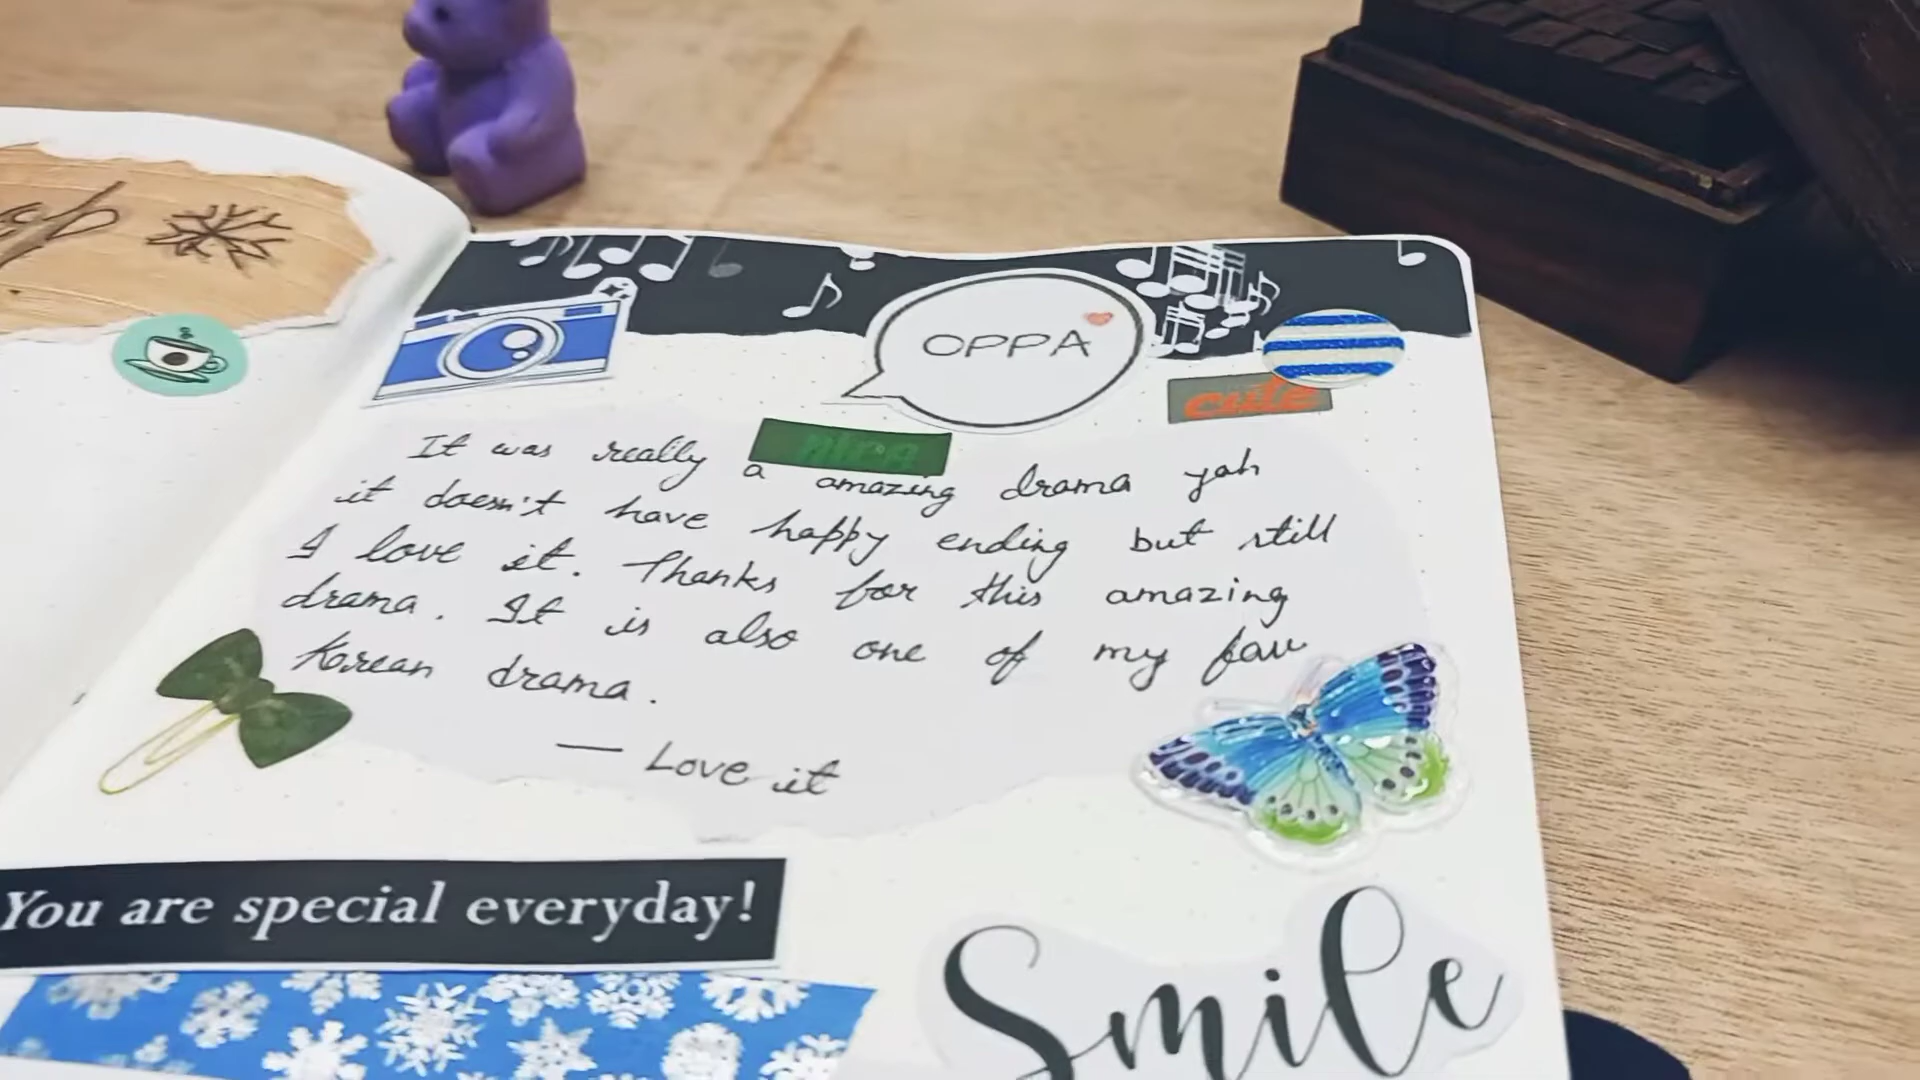 OPPA
cute
nice
It was really a amazing drama yah
it doesn't have happy ending but still
I love it. Thanks for this amazing
drama. It is also one of my fav
Korean drama.
— Love it
You are special everyday!
Smile